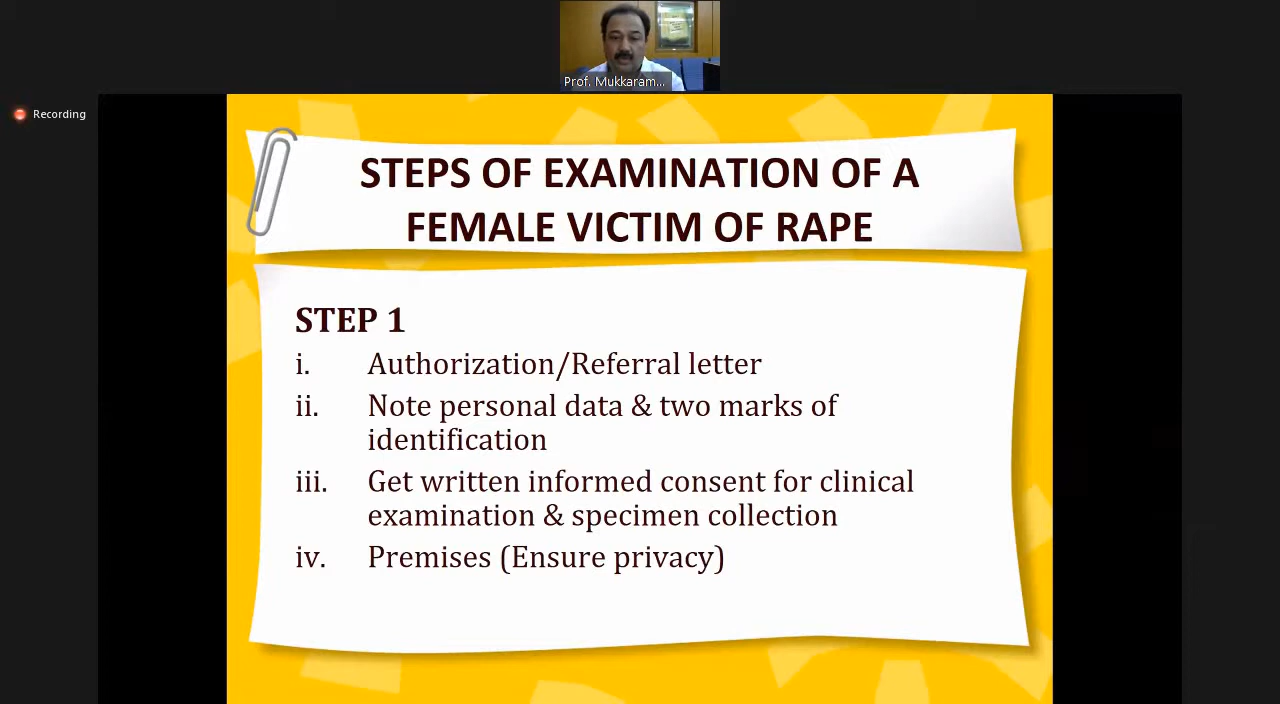 Prof. Mukkaram...
Recording
STEPS OF EXAMINATION OF A
FEMALE VICTIM OF RAPE
STEP 1
i. Authorization/Referral letter
ii. Note personal data & two marks of
identification
iii. Get written informed consent for clinical
examination & specimen collection
iv. Premises (Ensure privacy)